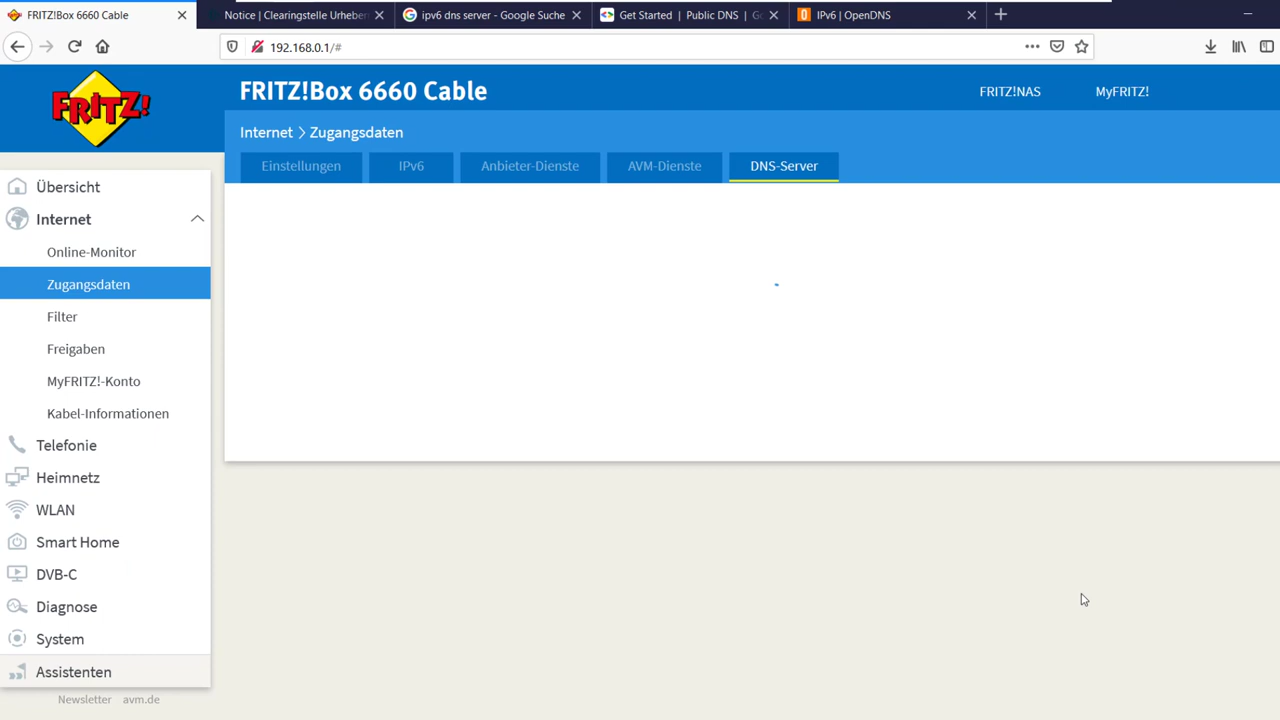 FRITZ!Box 6660 Cable
Notice | Clearingstelle Urheber
ipv6 dns server - Google Suche
Get Started | Public DNS | Go
IPv6 | OpenDNS
192.168.0.1/#
FRITZ!
FRITZ!Box 6660 Cable
FRITZ!NAS
MyFRITZ!
Internet > Zugangsdaten
Einstellungen
IPv6
Anbieter-Dienste
AVM-Dienste
DNS-Server
Übersicht
Internet
Online-Monitor
Zugangsdaten
Filter
Freigaben
MyFRITZ!-Konto
Kabel-Informationen
Telefonie
Heimnetz
WLAN
Smart Home
DVB-C
Diagnose
System
Assistenten
Newsletter avm.de